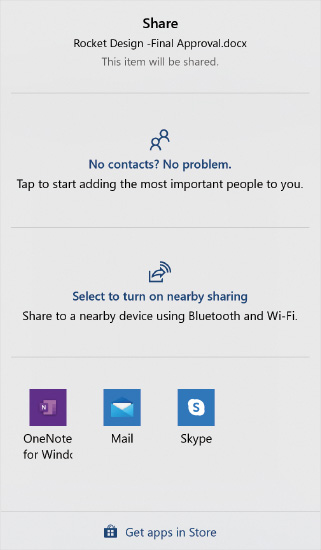 Share
Rocket Design -Final Approval.docx
This item will be shared.
No contacts? No problem.
Tap to start adding the most important people to you.
Select to turn on nearby sharing
Share to a nearby device using Bluetooth and Wi-Fi.
N
S
OneNote
for Windo
Mail
Skype
Get apps in Store